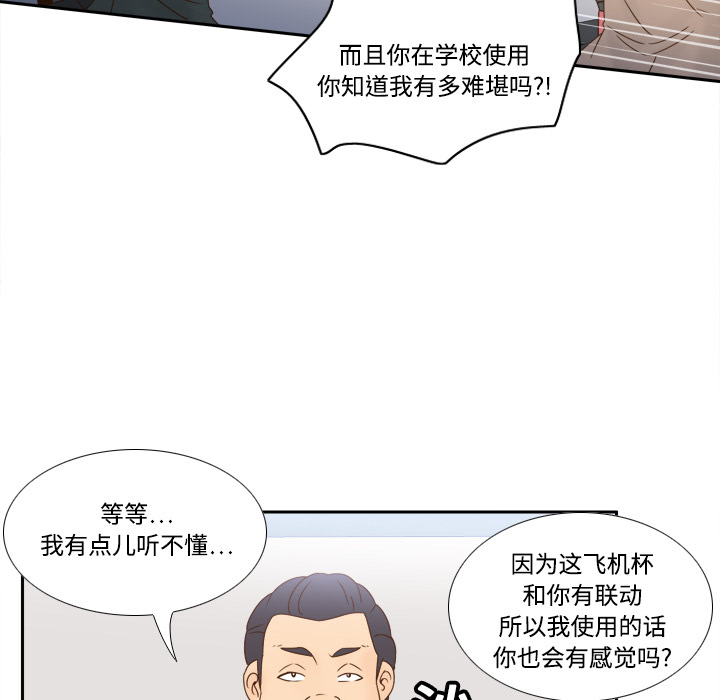 而且你在学校使用
你知道我有多难堪吗?!
等等...
我有点儿听不懂...
因为这飞机杯
和你有联动
所以我使用的话
你也会有感觉吗?